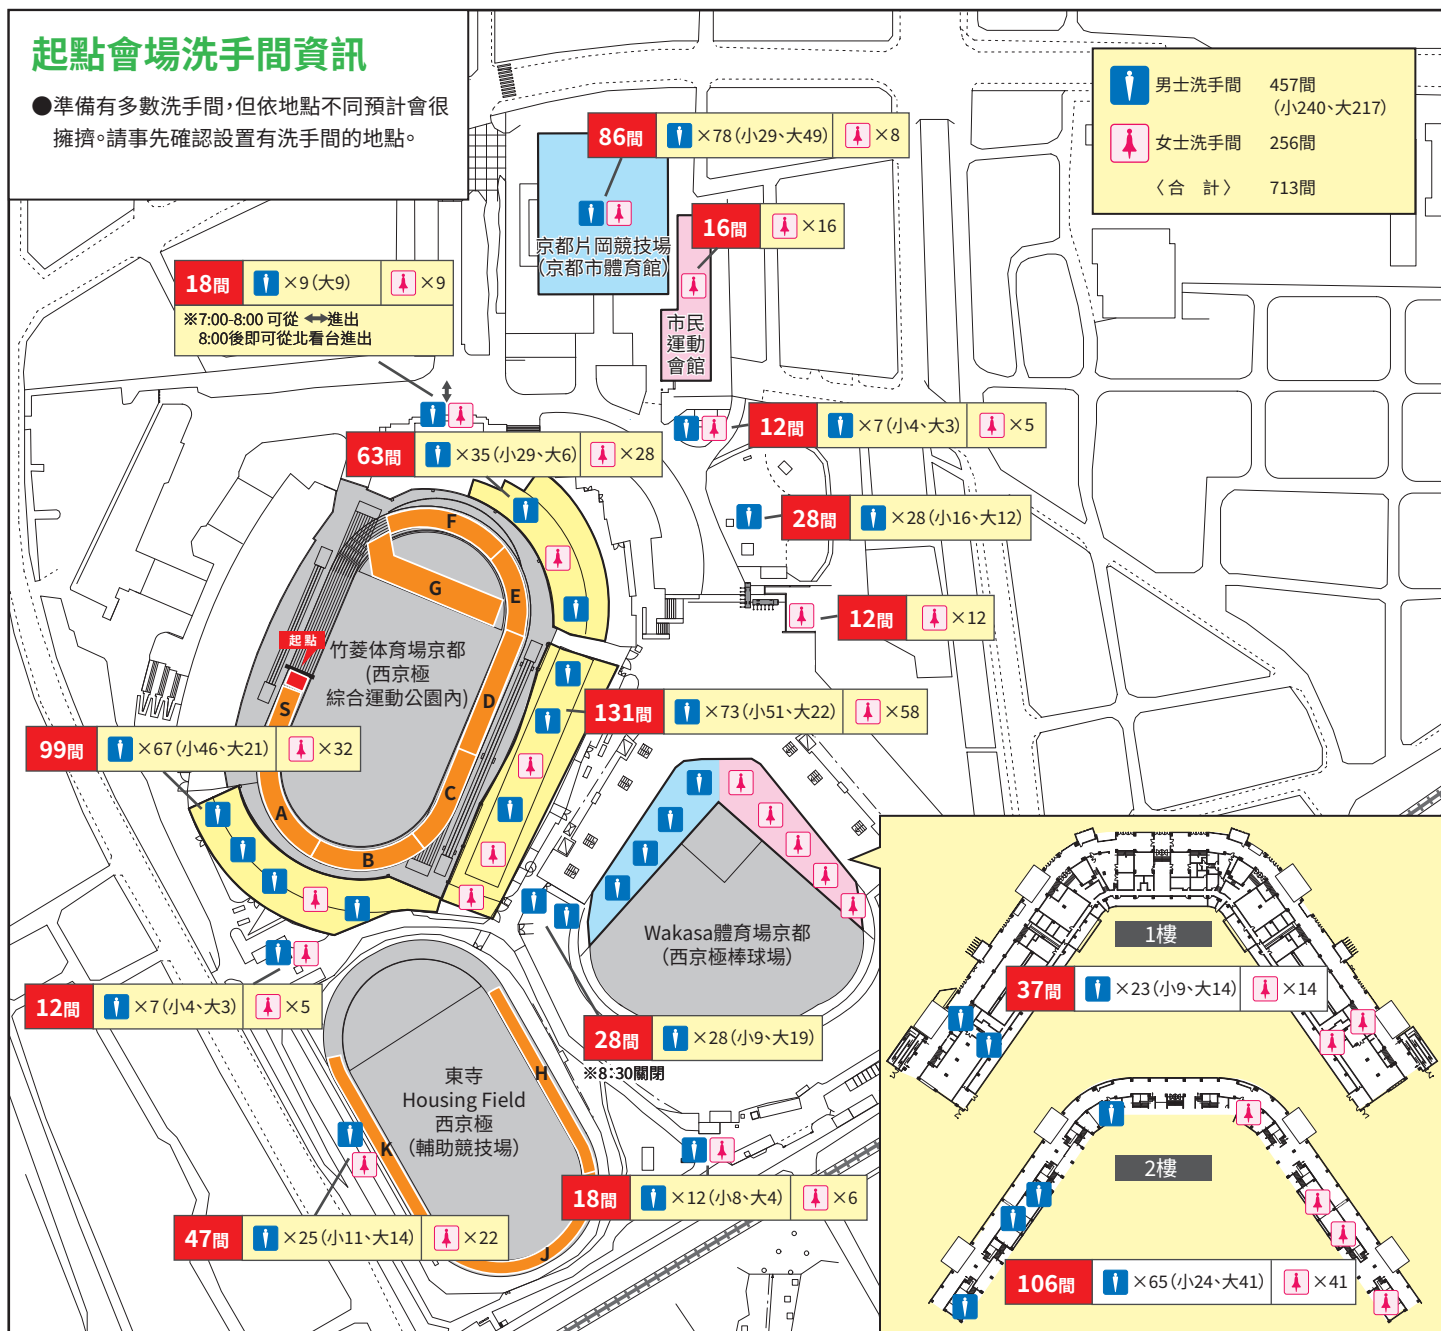 起點會場洗手間資訊
●準備有多數洗手間,但依地點不同預計會很
擁擠。請事先確認設置有洗手間的地點。
男士洗手間 457間
(小240、大217)
女士洗手間 256間
〈合 計〉 713間
86間 ×78(小29、大49) ×8
京都片岡競技場
(京都市體育館)
16間 ×16
市民
運動
會館
18間 ×9(大9) ×9
※7:00-8:00 可從 ↔進出
8:00後即可從北看台進出
63間 ×35(小29、大6) ×28
12間 ×7(小4、大3) ×5
28間 ×28(小16、大12)
12間 ×12
F
G
E
起點
竹菱体育場京都
(西京極
綜合運動公園內)
S
D
131間 ×73(小51、大22) ×58
99間 ×67(小46、大21) ×32
A
C
B
Wakasa體育場京都
(西京極棒球場)
12間 ×7(小4、大3) ×5
28間 ×28(小9、大19)
※8:30關閉
H
東寺
Housing Field
西京極
(輔助競技場)
K
J
18間 ×12(小8、大4) ×6
47間 ×25(小11、大14) ×22
1樓
37間 ×23(小9、大14) ×14
2樓
106間 ×65(小24、大41) ×41